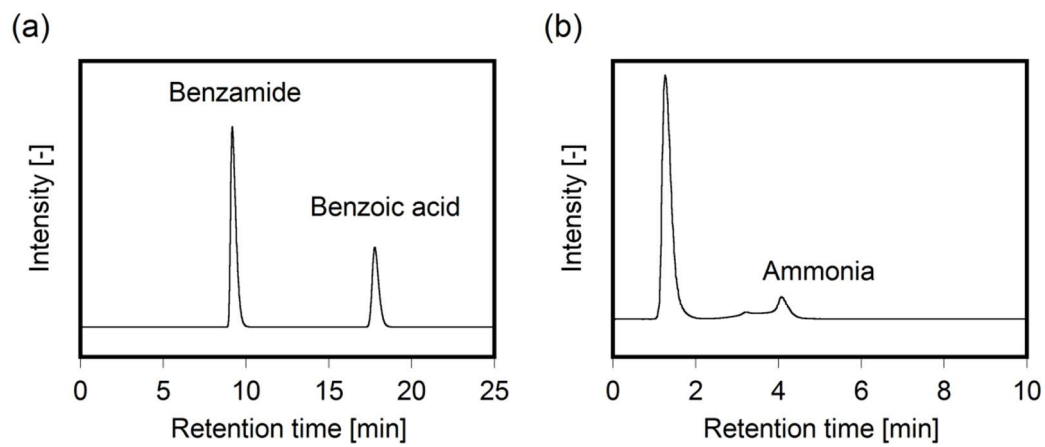 (a)
Benzamide
Benzoic acid
Intensity [-]
0 5 10 15 20 25
Retention time [min]
(b)
Ammonia
Intensity [-]
0 2 4 6 8 10
Retention time [min]